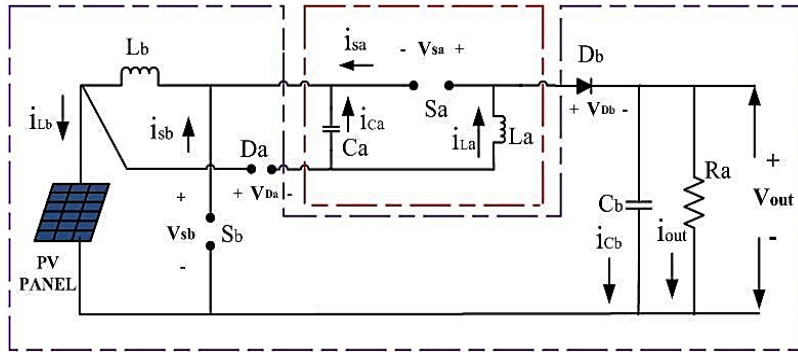 Lb
isa
- Vsa +
Db
iLb
isb
iCa
Sa
+ VDb -
Da
Ca
iLa
La
+ VDa -
+
Vsb
-
Sb
Cb
Ra
+
Vout
-
iCb
iout
PV
PANEL